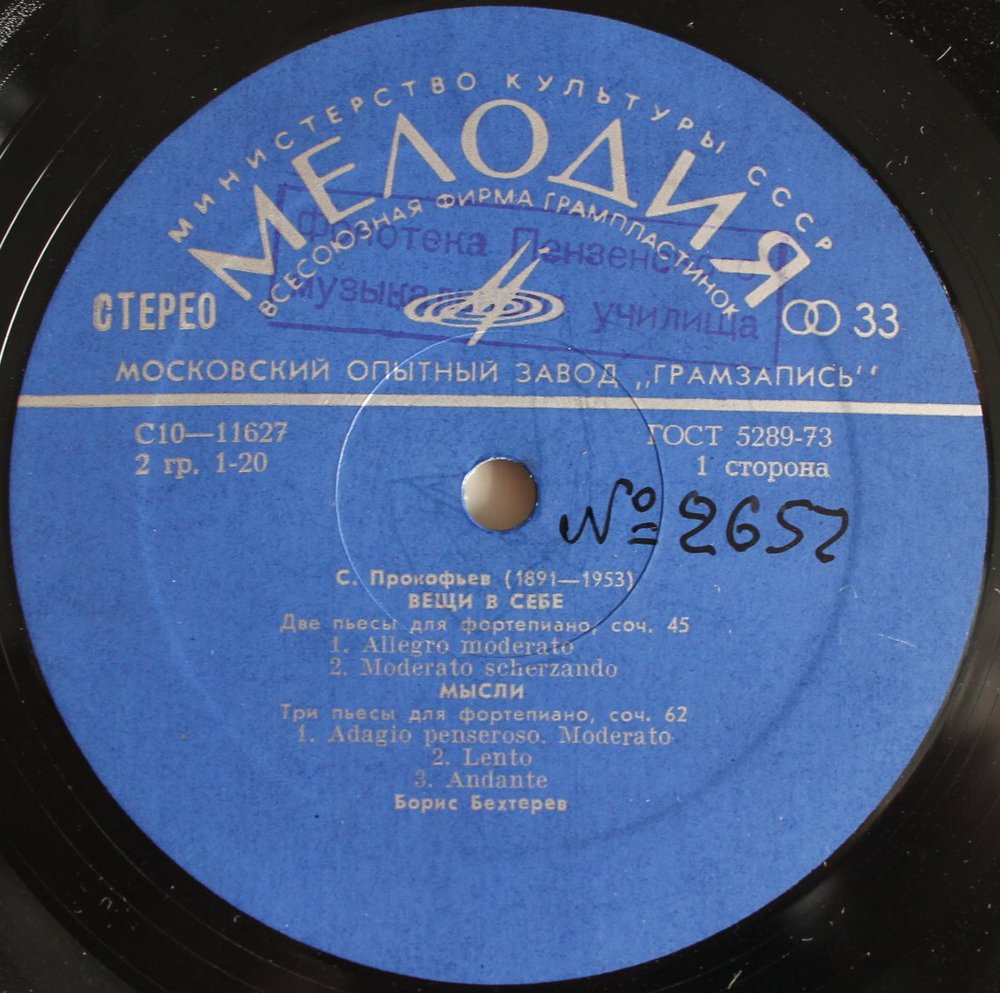 МИНИСТЕРСТВО КУЛЬТУРЫ СССР
МЕЛОДИЯ
ВСЕСОЮЗНАЯ ФИРМА ГРАМПЛАСТИНОК
Фонотека
училища
СТЕРЕО
33
МОСКОВСКИЙ ОПЫТНЫЙ ЗАВОД „ГРАМЗАПИСЬ“
С10—11627
ГОСТ 5289-73
2 гр. 1-20
1 сторона
№ 2657
С. Прокофьев (1891—1953)
ВЕЩИ В СЕБЕ
Две пьесы для фортепиано, соч. 45
1. Allegro moderato
2. Moderato scherzando
МЫСЛИ
Три пьесы для фортепиано, соч. 62
1. Adagio penseroso. Moderato
2. Lento
3. Andante
Борис Бехтерев